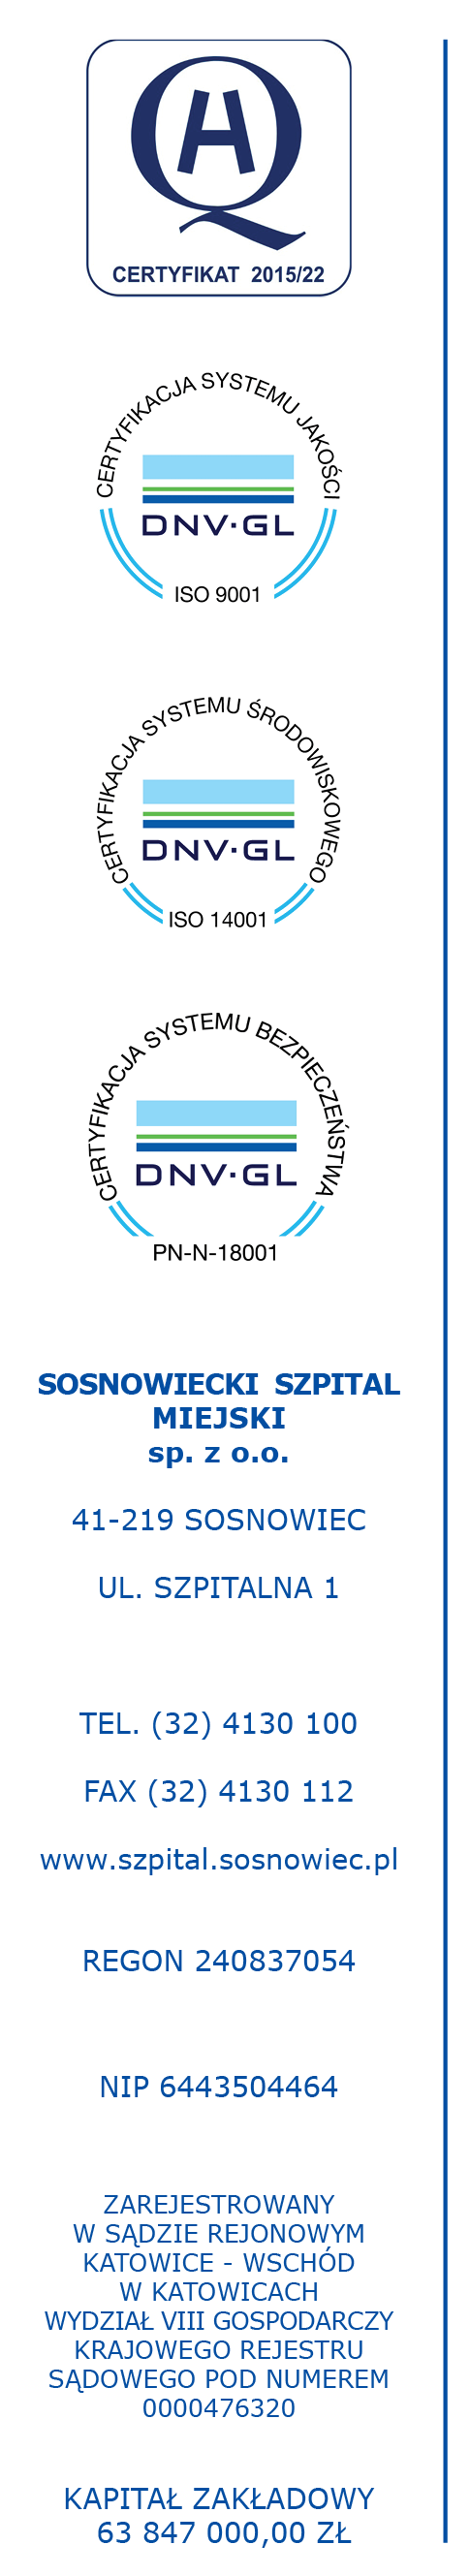 HQ
CERTYFIKAT 2015/22
CERTYFIKACJA SYSTEMU JAKOŚCI
DNV·GL
ISO 9001
CERTYFIKACJA SYSTEMU ŚRODOWISKOWEGO
DNV·GL
ISO 14001
CERTYFIKACJA SYSTEMU BEZPIECZEŃSTWA
DNV·GL
PN-N-18001
SOSNOWIECKI SZPITAL
MIEJSKI
sp. z o.o.
41-219 SOSNOWIEC
UL. SZPITALNA 1
TEL. (32) 4130 100
FAX (32) 4130 112
www.szpital.sosnowiec.pl
REGON 240837054
NIP 6443504464
ZAREJESTROWANY
W SĄDZIE REJONOWYM
KATOWICE - WSCHÓD
W KATOWICACH
WYDZIAŁ VIII GOSPODARCZY
KRAJOWEGO REJESTRU
SĄDOWEGO POD NUMEREM
0000476320
KAPITAŁ ZAKŁADOWY
63 847 000,00 ZŁ